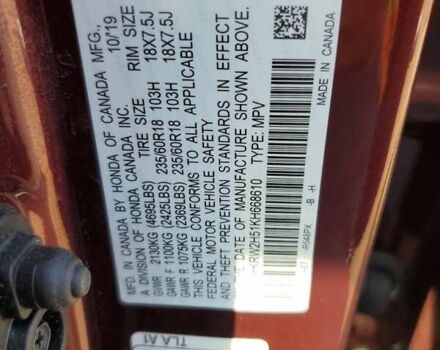 MFD. IN CANADA BY HONDA OF CANADA MFG.,
A DIVISION OF HONDA CANADA INC. 10/19
TIRE SIZE RIM SIZE
GVWR 2130KG (4695LBS) 235/60R18 103H 18X7.5J
GAWR F 1100KG (2425LBS) 235/60R18 103H 18X7.5J
GAWR R 1075KG (2369LBS)
THIS VEHICLE CONFORMS TO ALL APPLICABLE
FEDERAL MOTOR VEHICLE SAFETY
AND THEFT PREVENTION STANDARDS IN EFFECT
ON THE DATE OF MANUFACTURE SHOWN ABOVE.
RW2H51KH668610 TYPE: MPV
-B -H
MADE IN CANADA
TLA A1